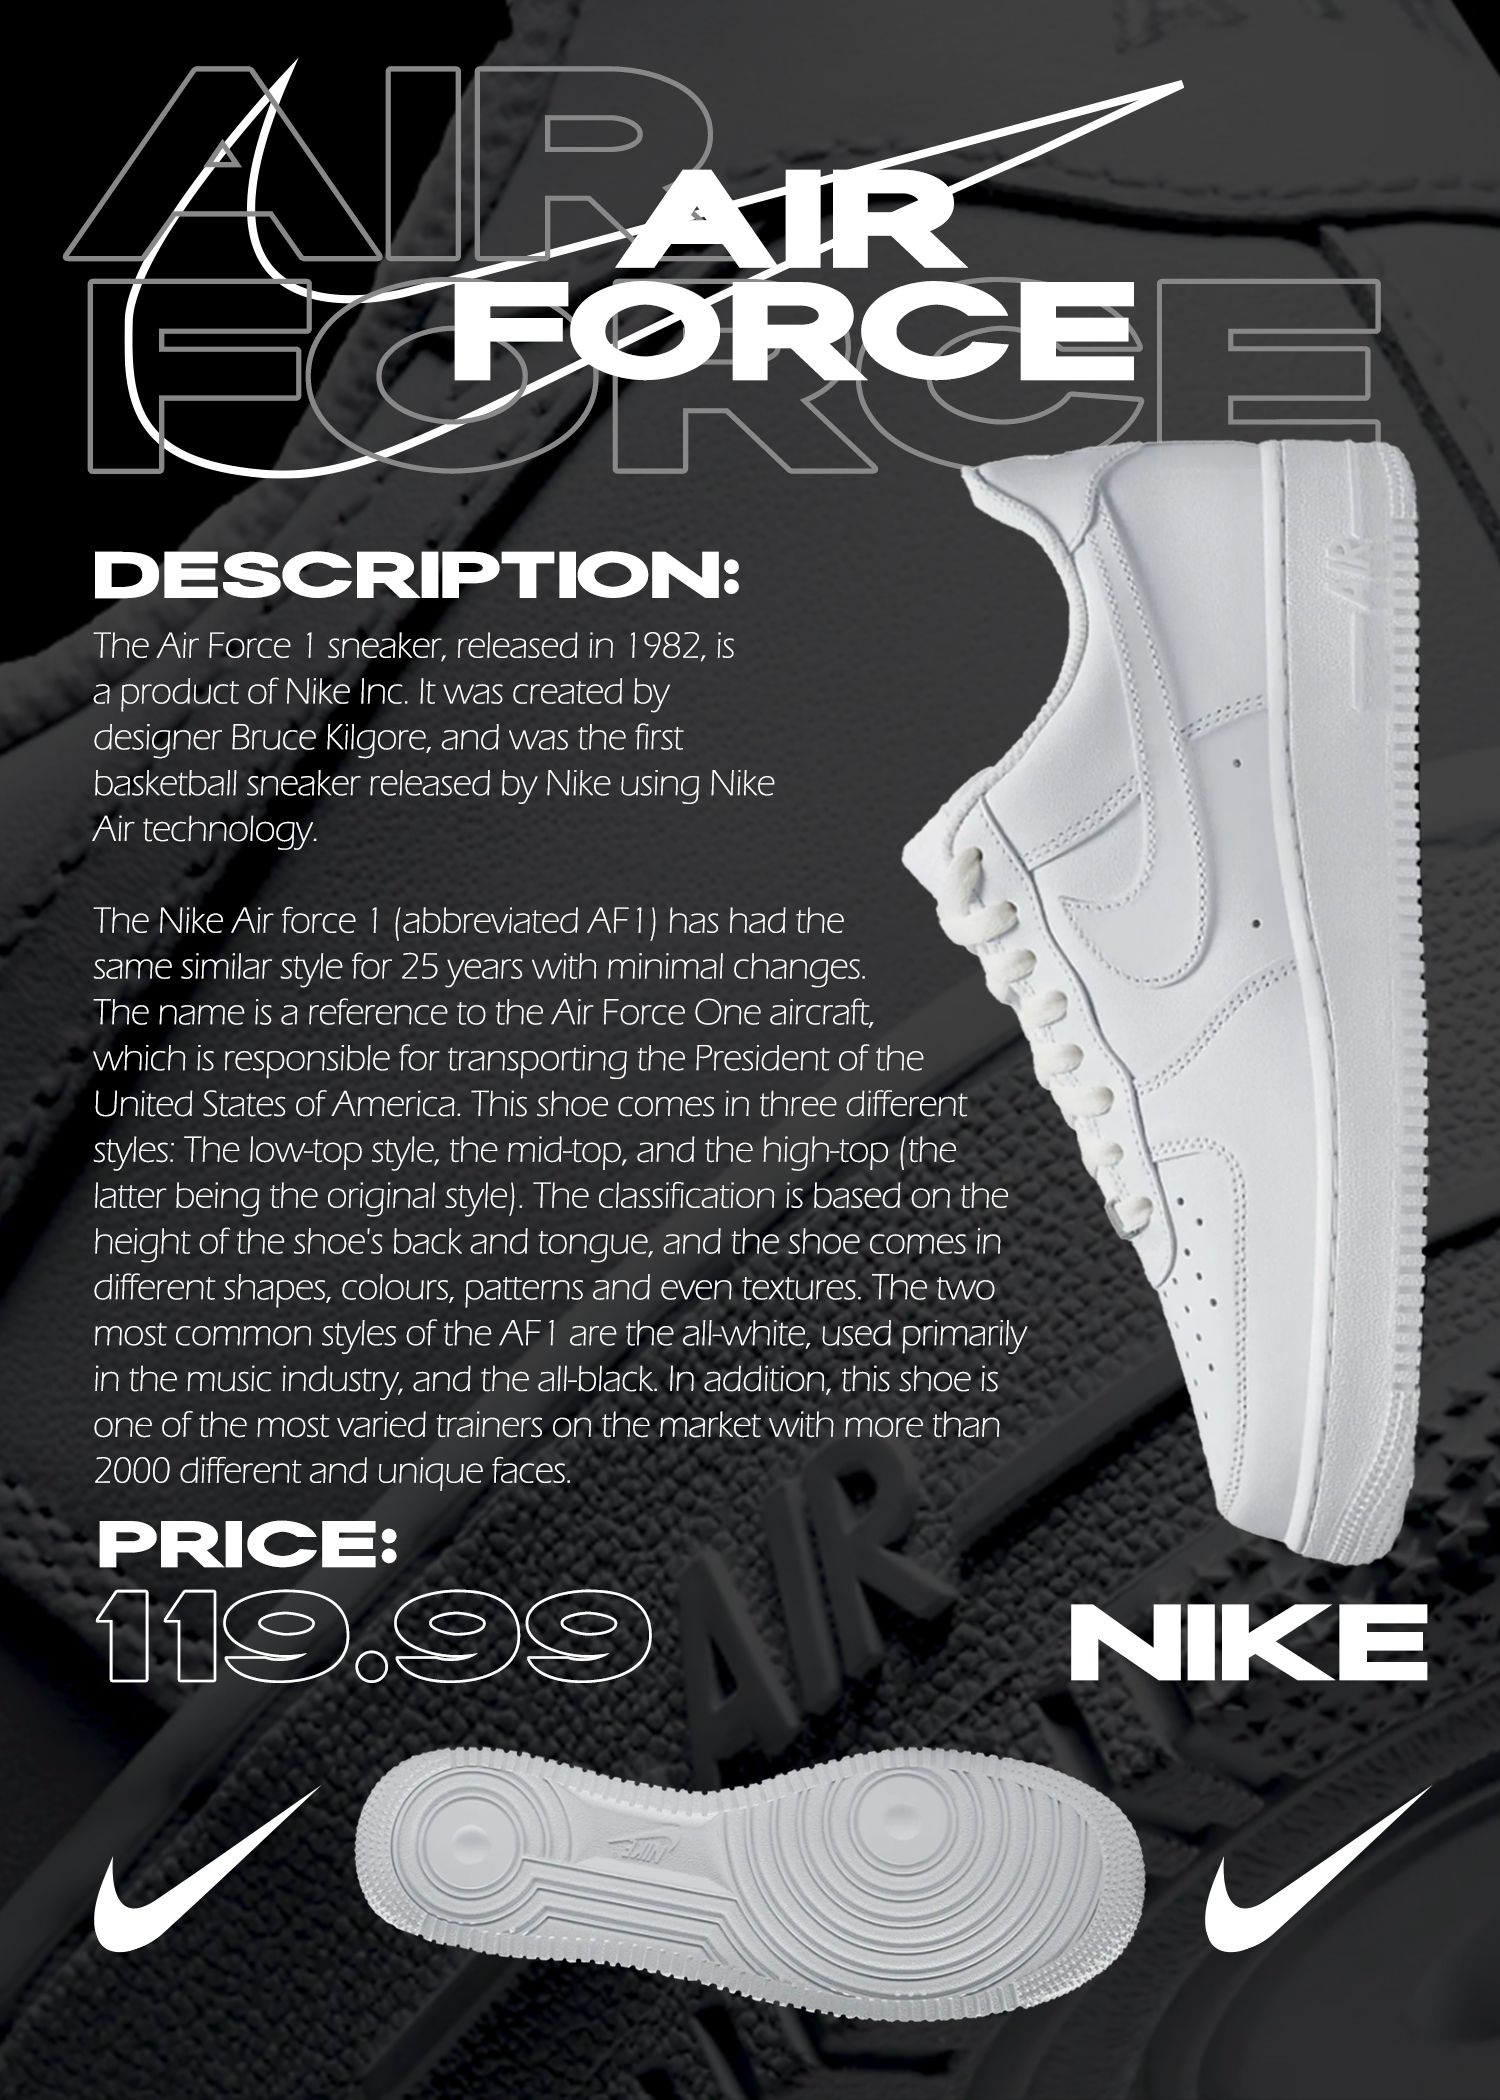 AIR
FORCE
AIR
FORCE
DESCRIPTION:
The Air Force 1 sneaker, released in 1982, is
a product of Nike Inc. It was created by
designer Bruce Kilgore, and was the first
basketball sneaker released by Nike using Nike
Air technology.
The Nike Air force 1 (abbreviated AF1) has had the
same similar style for 25 years with minimal changes.
The name is a reference to the Air Force One aircraft,
which is responsible for transporting the President of the
United States of America. This shoe comes in three different
styles: The low-top style, the mid-top, and the high-top (the
latter being the original style). The classification is based on the
height of the shoe's back and tongue, and the shoe comes in
different shapes, colours, patterns and even textures. The two
most common styles of the AF1 are the all-white, used primarily
in the music industry, and the all-black. In addition, this shoe is
one of the most varied trainers on the market with more than
2000 different and unique faces.
AIR
AIR
PRICE:
119.99
NIKE
NIKE